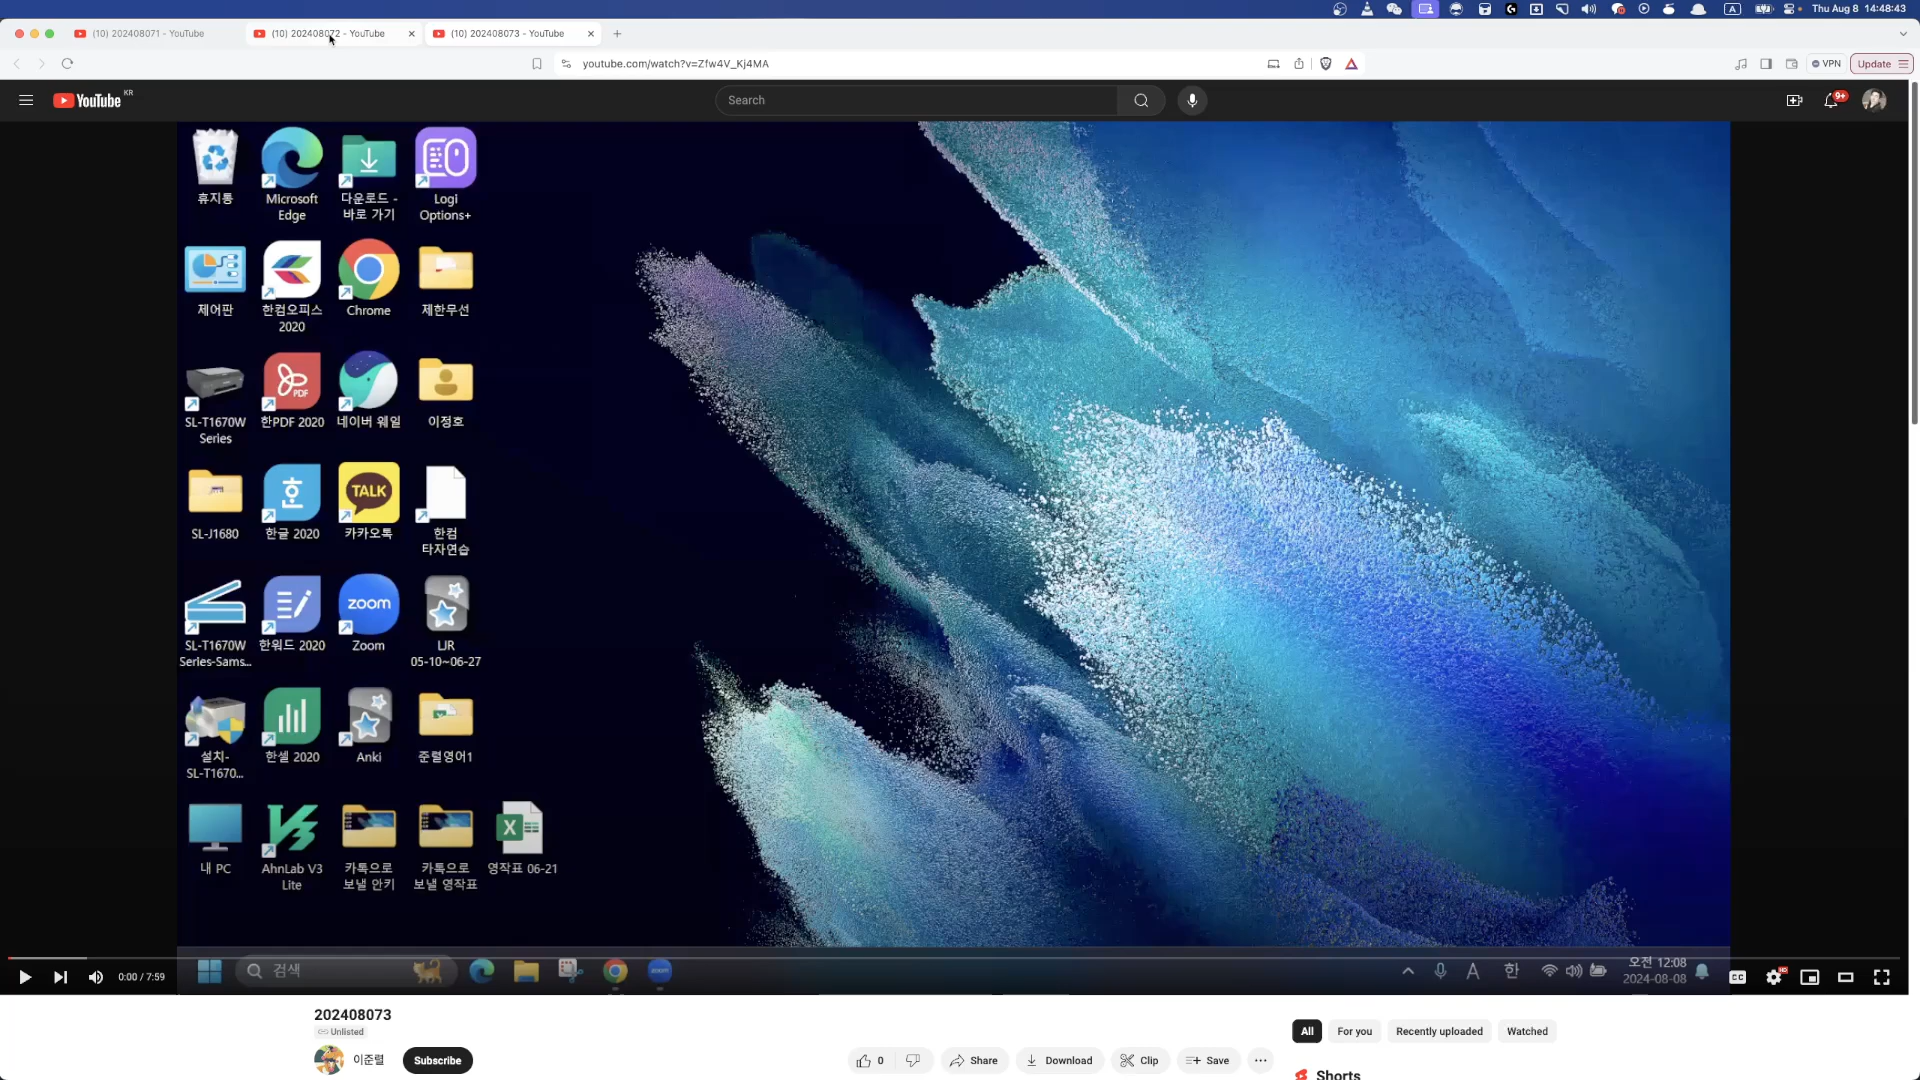 Thu Aug 8 14:48:43
(10) 202408071 - YouTube
(10) 202408072 - YouTube
(10) 202408073 - YouTube
youtube.com/watch?v=Zfw4V_Kj4MA
VPN
Update
YouTube KR
Search
9+
휴지통
Microsoft
Edge
다운로드 -
바로 가기
Logi
Options+
제어판
한컴오피스
2020
Chrome
제한무선
SL-T1670W
Series
PDF
한PDF 2020
네이버 웨일
이정호
SL-J1680
한글 2020
TALK
카카오톡
한컴
타자연습
SL-T1670W
Series-Sams...
한워드 2020
zoom
Zoom
LJR
05-10~06-27
설치-
SL-T1670...
한셀 2020
Anki
준렬영어1
내 PC
AhnLab V3
Lite
카톡으로
보낼 안키
카톡으로
보낼 영작표
영작표 06-21
0:00 / 7:59
검색
zoom
A
한
오전 12:08
2024-08-08
CC
HD
202408073
Unlisted
이준렬
Subscribe
0
Share
Download
Clip
Save
All
For you
Recently uploaded
Watched
Shorts